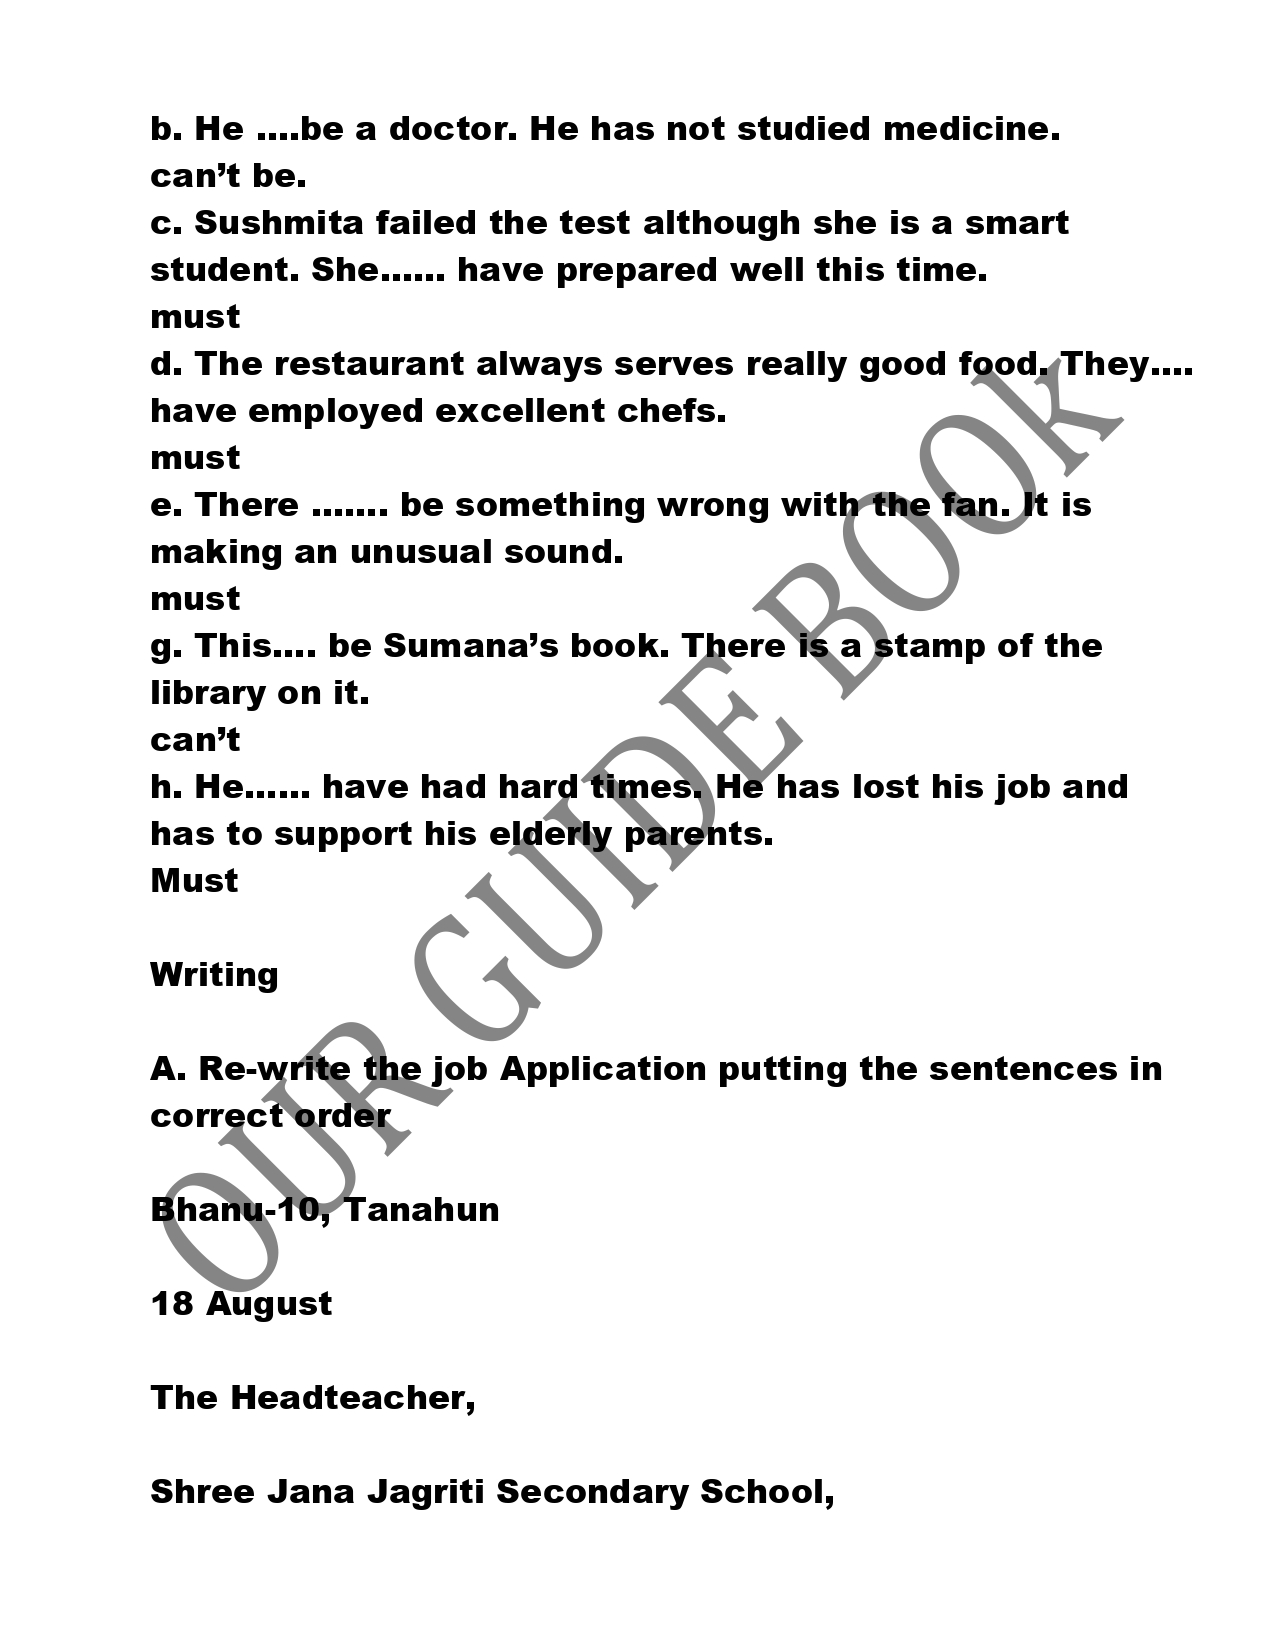 b. He ....be a doctor. He has not studied medicine.
can’t be.
c. Sushmita failed the test although she is a smart
student. She...... have prepared well this time.
must
d. The restaurant always serves really good food. They....
have employed excellent chefs.
must
e. There ....... be something wrong with the fan. It is
making an unusual sound.
must
g. This.... be Sumana’s book. There is a stamp of the
library on it.
can’t
h. He...... have had hard times. He has lost his job and
has to support his elderly parents.
Must
Writing
A. Re-write the job Application putting the sentences in
correct order
Bhanu-10, Tanahun
18 August
The Headteacher,
Shree Jana Jagriti Secondary School,
OUR GUIDE BOOk